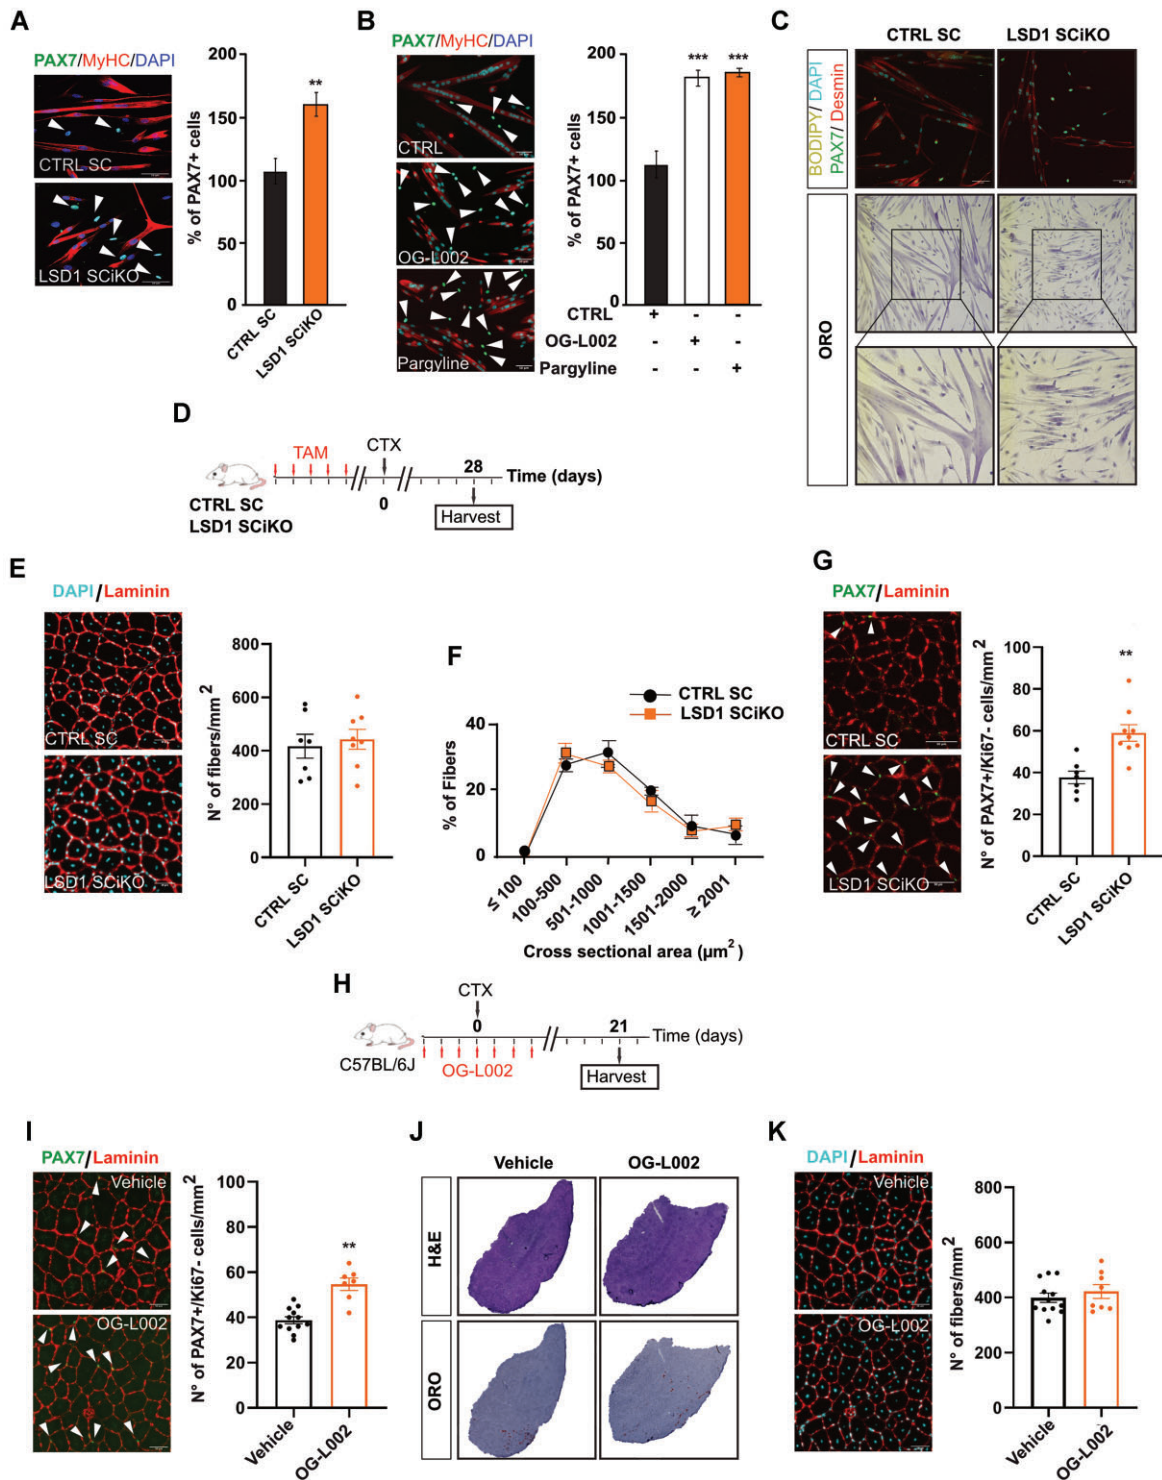 A
PAX7/MyHC/DAPI
CTRL SC
LSD1 SCiKO
% of PAX7+ cells
200
150
100
50
0
**
CTRL SC
LSD1 SCiKO
B
PAX7/MyHC/DAPI
CTRL
OG-L002
Pargyline
% of PAX7+ cells
200
150
100
50
0
*** ***
CTRL + - -
OG-L002 - + -
Pargyline - - +
C
CTRL SC LSD1 SCiKO
BODIPY/ DAPI
PAX7/ Desmin
ORO
D
TAM
CTX
0
28
Time (days)
Harvest
CTRL SC
LSD1 SCiKO
E
DAPI/Laminin
CTRL SC
LSD1 SCiKO
N° of fibers/mm²
800
600
400
200
0
CTRL SC
LSD1 SCiKO
F
CTRL SC
LSD1 SCiKO
% of Fibers
40
20
0
≤ 100
100-500
501-1000
1001-1500
1501-2000
≥ 2001
Cross sectional area (µm²)
G
PAX7/Laminin
CTRL SC
LSD1 SCiKO
N° of PAX7+/Ki67- cells/mm²
100
80
60
40
20
0
**
CTRL SC
LSD1 SCiKO
H
CTX
0
21
Time (days)
C57BL/6J
OG-L002
Harvest
I
PAX7/Laminin
Vehicle
OG-L002
N° of PAX7+/Ki67- cells/mm²
100
80
60
40
20
0
**
Vehicle
OG-L002
J
Vehicle OG-L002
H&E
ORO
K
DAPI/Laminin
Vehicle
OG-L002
N° of fibers/mm²
800
600
400
200
0
Vehicle
OG-L002